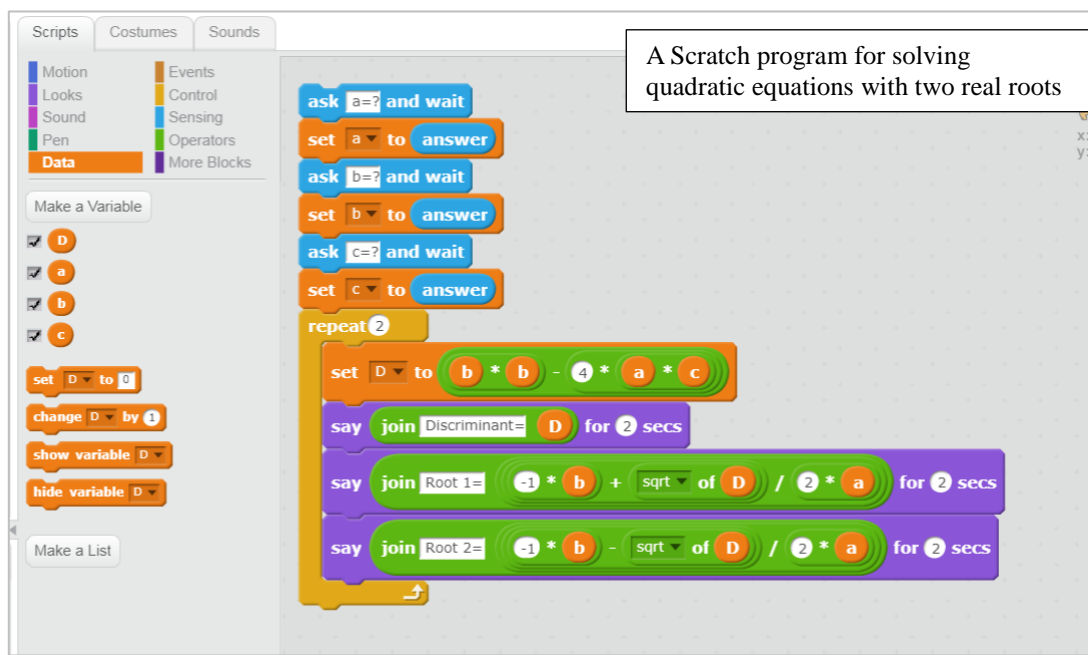 Scripts Costumes Sounds
A Scratch program for solving
quadratic equations with two real roots
Motion Events
Looks Control
Sound Sensing
Pen Operators
Data More Blocks
Make a Variable
D
a
b
c
set D to 0
change D by 1
show variable D
hide variable D
Make a List
ask a=? and wait
set a to answer
ask b=? and wait
set b to answer
ask c=? and wait
set c to answer
repeat 2
set D to b * b - 4 * a * c
say join Discriminant= D for 2 secs
say join Root 1= -1 * b + sqrt of D / 2 * a for 2 secs
say join Root 2= -1 * b - sqrt of D / 2 * a for 2 secs
x:
y: